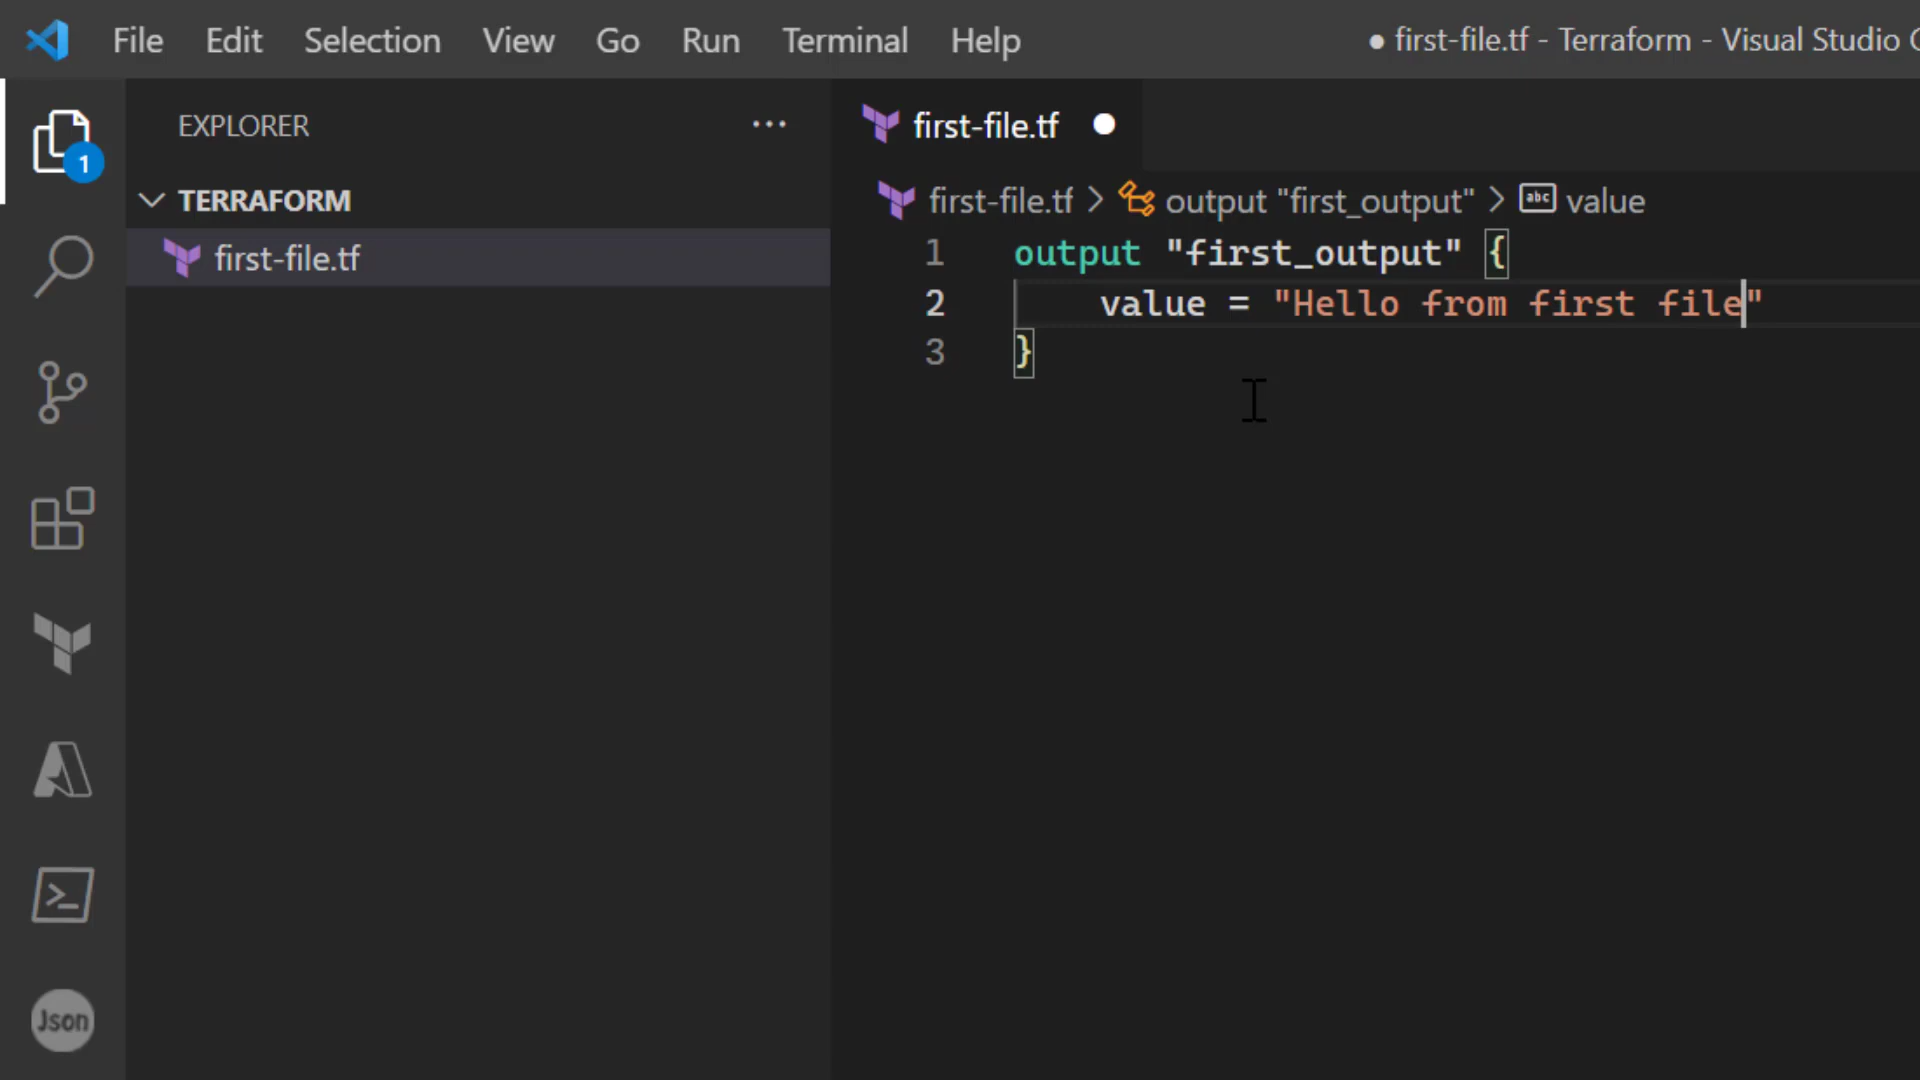 File Edit Selection View Go Run Terminal Help
● first-file.tf - Terraform - Visual Studio
EXPLORER ...
first-file.tf ●
1
TERRAFORM
first-file.tf > output "first_output" > abc value
first-file.tf
1 output "first_output" {
2 value = "Hello from first file"
3 }
Json